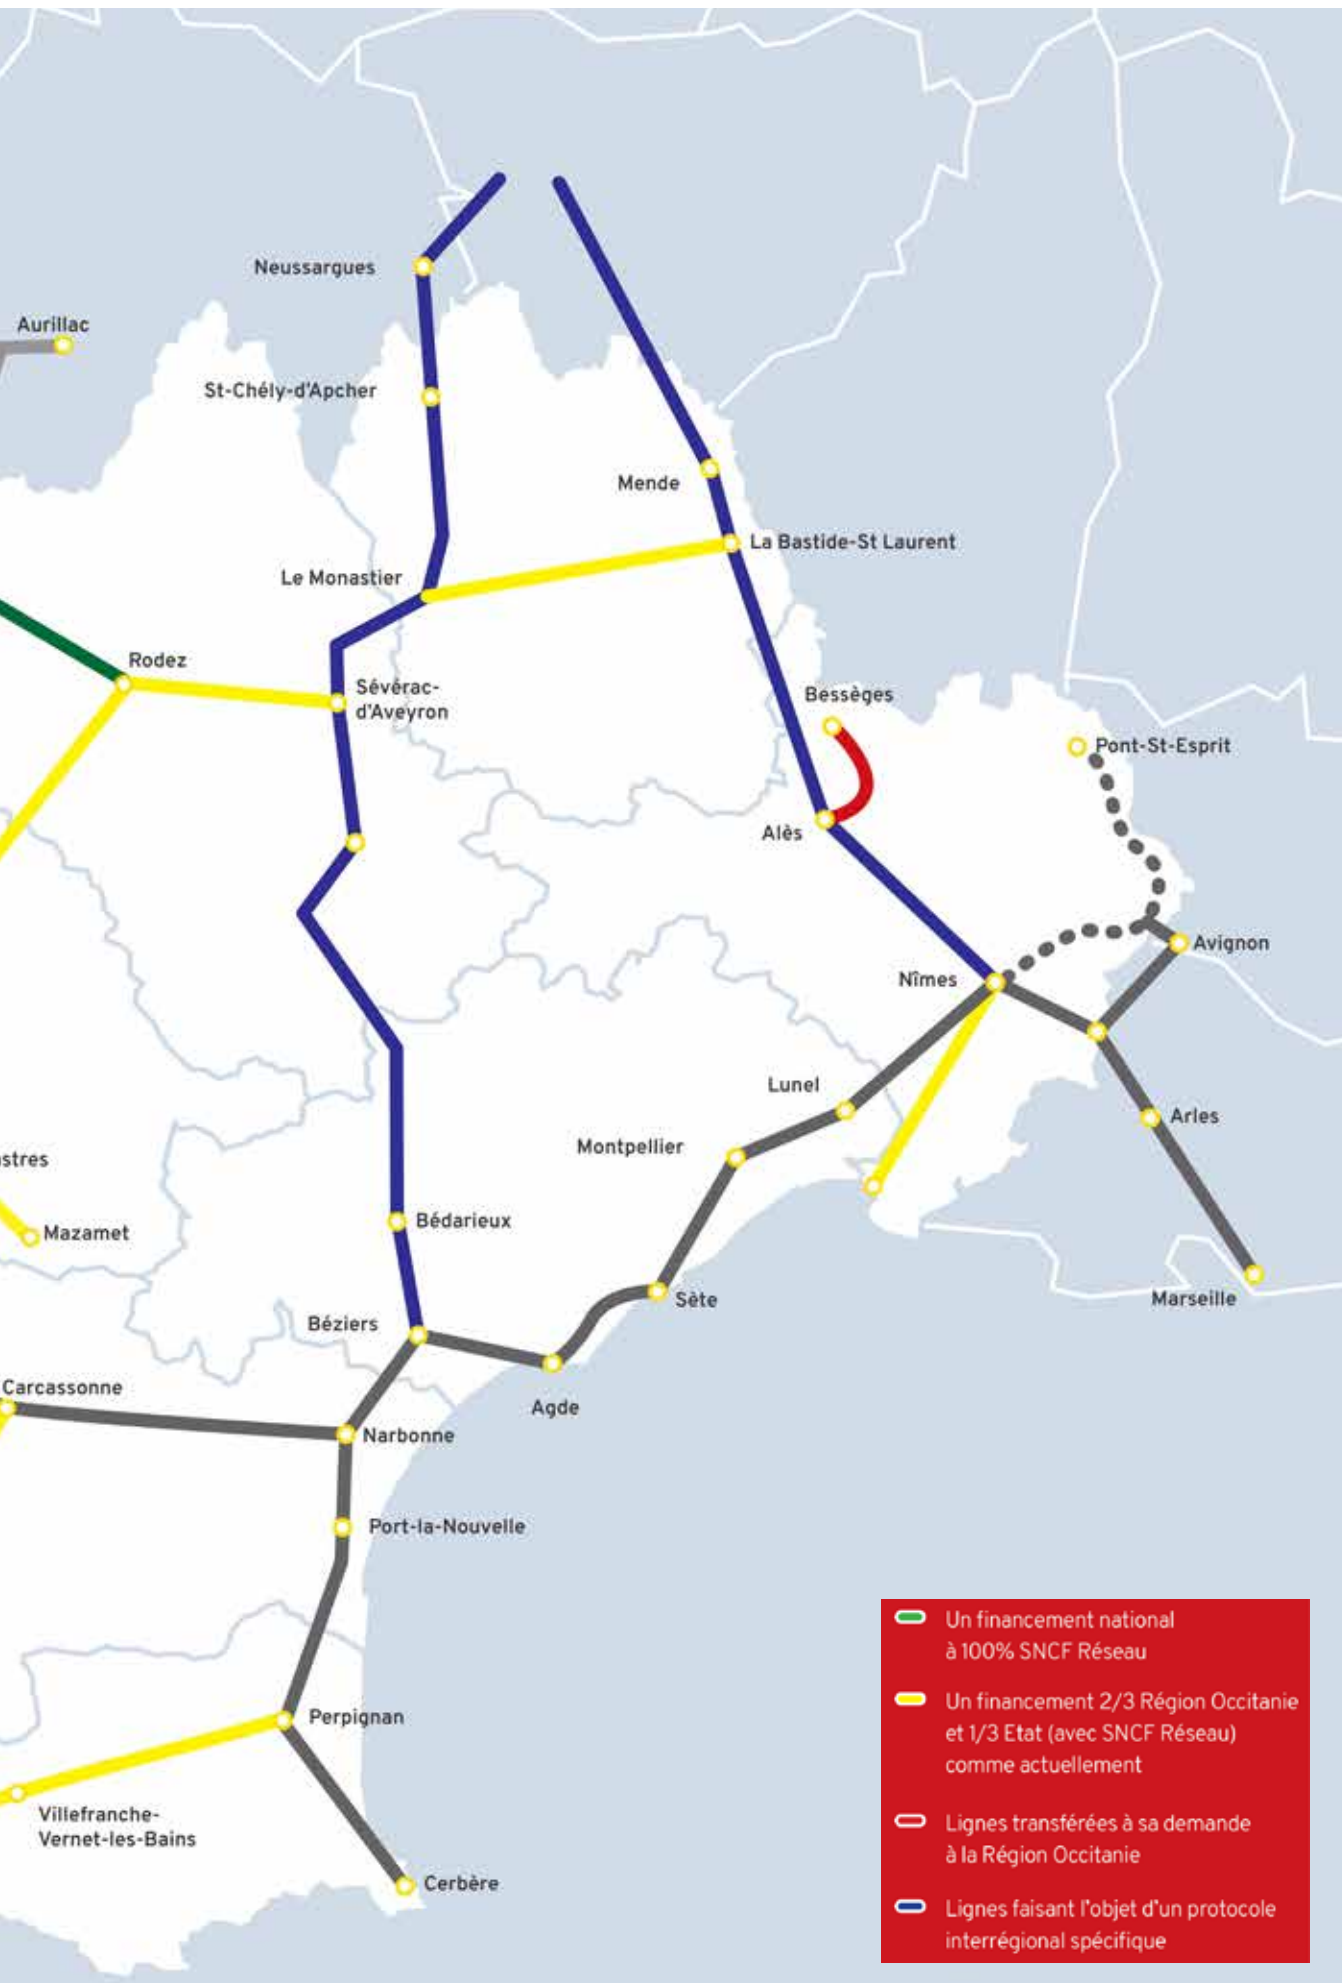 Neussargues
Aurillac
St-Chély-d'Apcher
Mende
La Bastide-St Laurent
Le Monastier
Rodez
Sévérac-
d'Aveyron
Bessèges
Pont-St-Esprit
Alès
Avignon
Nîmes
Lunel
Arles
Montpellier
stres
Mazamet
Bédarieux
Sète
Marseille
Béziers
Carcassonne
Agde
Narbonne
Port-la-Nouvelle
Perpignan
Villefranche-
Vernet-les-Bains
Cerbère
Un financement national
à 100% SNCF Réseau
Un financement 2/3 Région Occitanie
et 1/3 Etat (avec SNCF Réseau)
comme actuellement
Lignes transférées à sa demande
à la Région Occitanie
Lignes faisant l'objet d'un protocole
interrégional spécifique